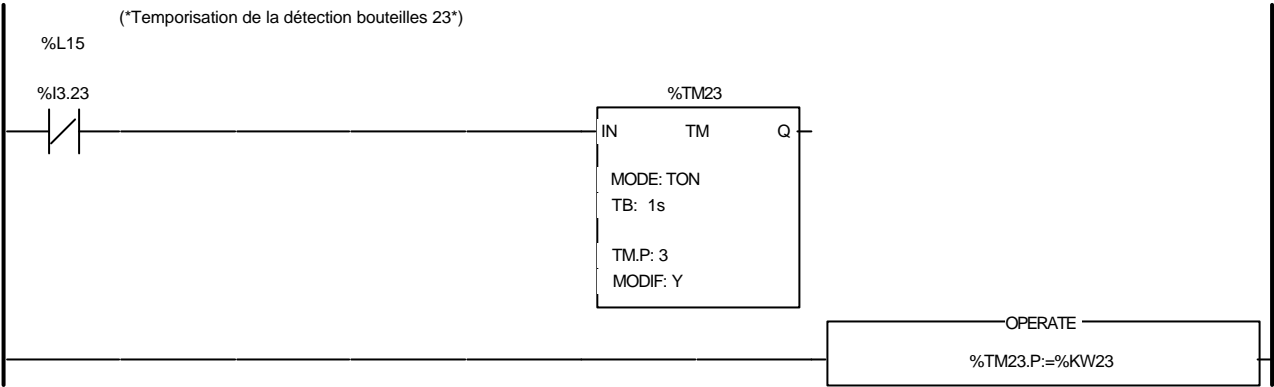 (*Temporisation de la détection bouteilles 23*)
%L15
%I3.23
%TM23
IN TM Q
MODE: TON
TB: 1s
TM.P: 3
MODIF: Y
OPERATE
%TM23.P:=%KW23